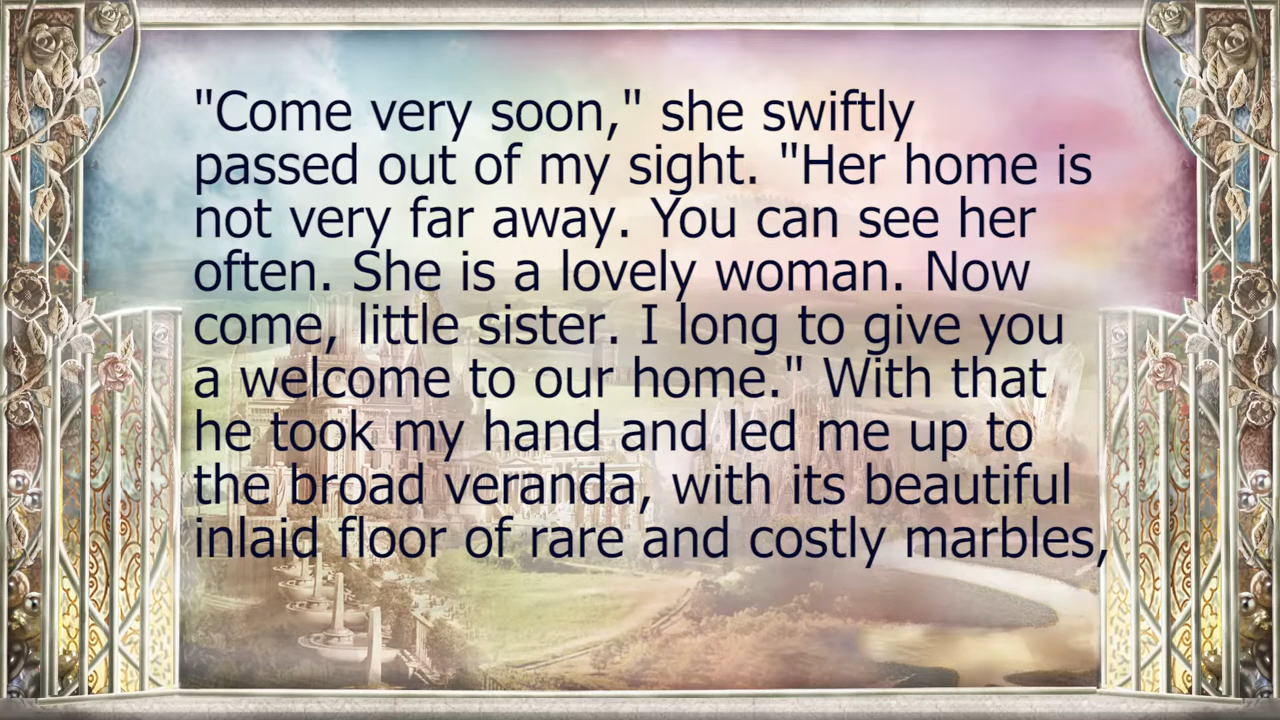 "Come very soon," she swiftly
passed out of my sight. "Her home is
not very far away. You can see her
often. She is a lovely woman. Now
come, little sister. I long to give you
a welcome to our home." With that
he took my hand and led me up to
the broad veranda, with its beautiful
inlaid floor of rare and costly marbles,